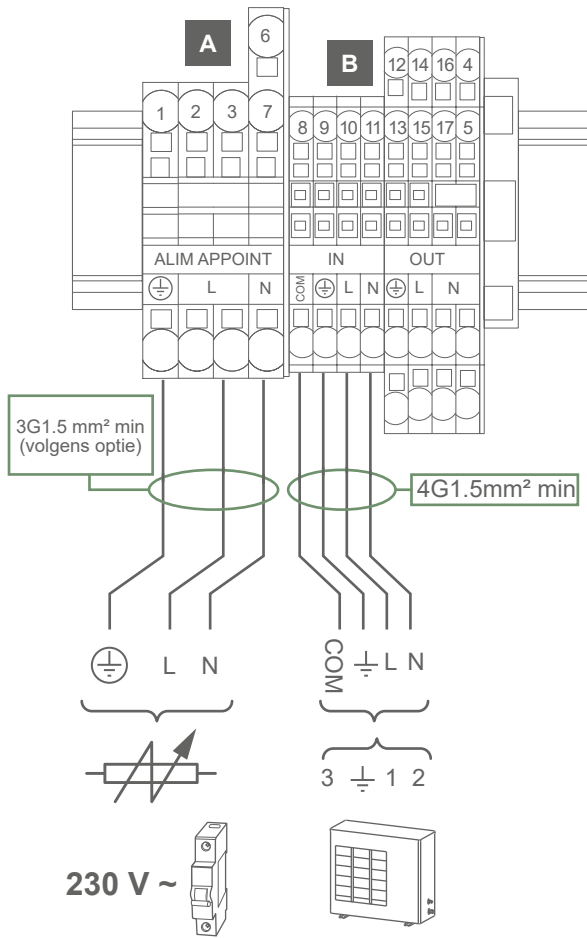 A
B
6
12 14 16 4
1 2 3 7
8 9 10 11 13 15 17 5
ALIM APPOINT IN OUT
L N COM L N L N
3G1.5 mm² min
(volgens optie)
4G1.5mm² min
L N COM L N
3 1 2
230 V ~